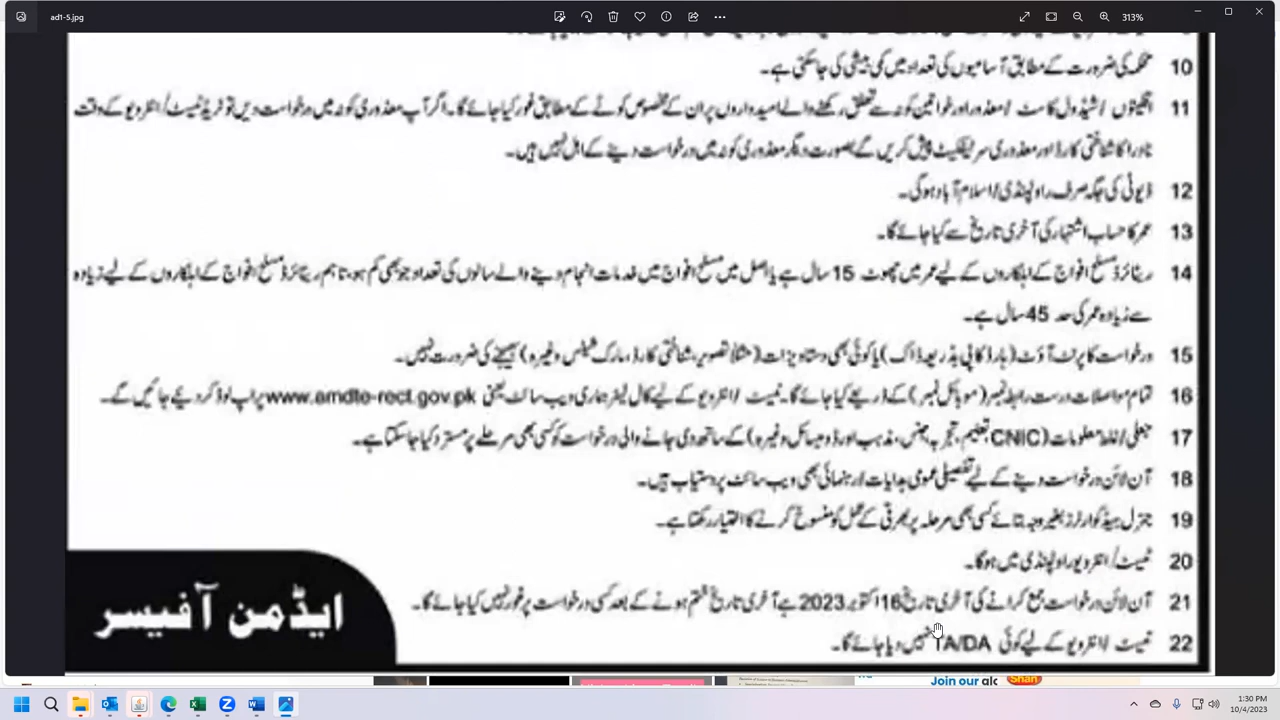 ad1-5.jpg
313%
10 محکمہ کی ضرورت کے مطابق آسامیوں کی تعداد میں کمی بیشی کی جاسکتی ہے۔
11 اقلیتوں / شیڈول کاسٹ / معذور اور خواتین کوٹہ سے تعلق رکھنے والے امیدواروں پر ان کے مخصوص کوٹے کے مطابق غور کیا جائے گا۔ اگر آپ معذوری کوٹہ میں درخواست دیں تو ٹریڈ ٹیسٹ / انٹرویو کے وقت
نادرا کا شناختی کارڈ اور معذوری سرٹیفکیٹ پیش کریں گے بصورت دیگر معذوری کوٹہ میں درخواست دینے کے اہل نہیں ہیں۔
12 ڈیوٹی کی جگہ صرف راولپنڈی / اسلام آباد ہوگی۔
13 عمر کا حساب اشتہار کی آخری تاریخ سے کیا جائے گا۔
14 ریٹائرڈ مسلح افواج کے اہلکاروں کے لیے عمر میں چھوٹ 15 سال ہے یا اصل میں مسلح افواج میں خدمات انجام دینے والے سالوں کی تعداد جو بھی کم ہو، تاہم ریٹائرڈ مسلح افواج کے اہلکاروں کے لیے زیادہ
سے زیادہ عمر کی حد 45 سال ہے۔
15 درخواست کا پرنٹ آؤٹ (ہارڈ کاپی بذریعہ ڈاک) یا کوئی بھی دستاویزات (مثلاً تصویر، شناختی کارڈ، مارک شیٹس وغیرہ) بھیجنے کی ضرورت نہیں۔
16 تمام مواصلات درست رابطہ نمبر (موبائل نمبر) کے ذریعے کیا جائے گا۔ ٹیسٹ / انٹرویو کے لیے کال لیٹر ہماری ویب سائٹ یعنی www.amdte-rect.gov.pk پر اپ لوڈ کر دیے جائیں گے۔
17 جعلی / غلط معلومات (CNIC، تعلیم، تجربہ، جنس، مذہب اور ڈومیسائل وغیرہ) کے ساتھ دی جانے والی درخواست کو کسی بھی مرحلے پر مسترد کیا جاسکتا ہے۔
18 آن لائن درخواست دینے کے لیے تفصیلی عمومی ہدایات / رہنمائی بھی ویب سائٹ پر دستیاب ہیں۔
19 جنرل ہیڈ کوارٹرز بغیر وجہ بتائے کسی بھی مرحلہ پر بھرتی کے عمل کو منسوخ کرنے کا اختیار رکھتا ہے۔
20 ٹیسٹ / انٹرویو راولپنڈی میں ہوگا۔
21 آن لائن درخواست جمع کرانے کی آخری تاریخ 16 اکتوبر 2023 ہے آخری تاریخ ختم ہونے کے بعد کسی درخواست پر غور نہیں کیا جائے گا۔
22 ٹیسٹ / انٹرویو کے لیے کوئی TA/DA نہیں دیا جائے گا۔
ایڈمن آفیسر
Join our
Shan
1:30 PM
10/4/2023